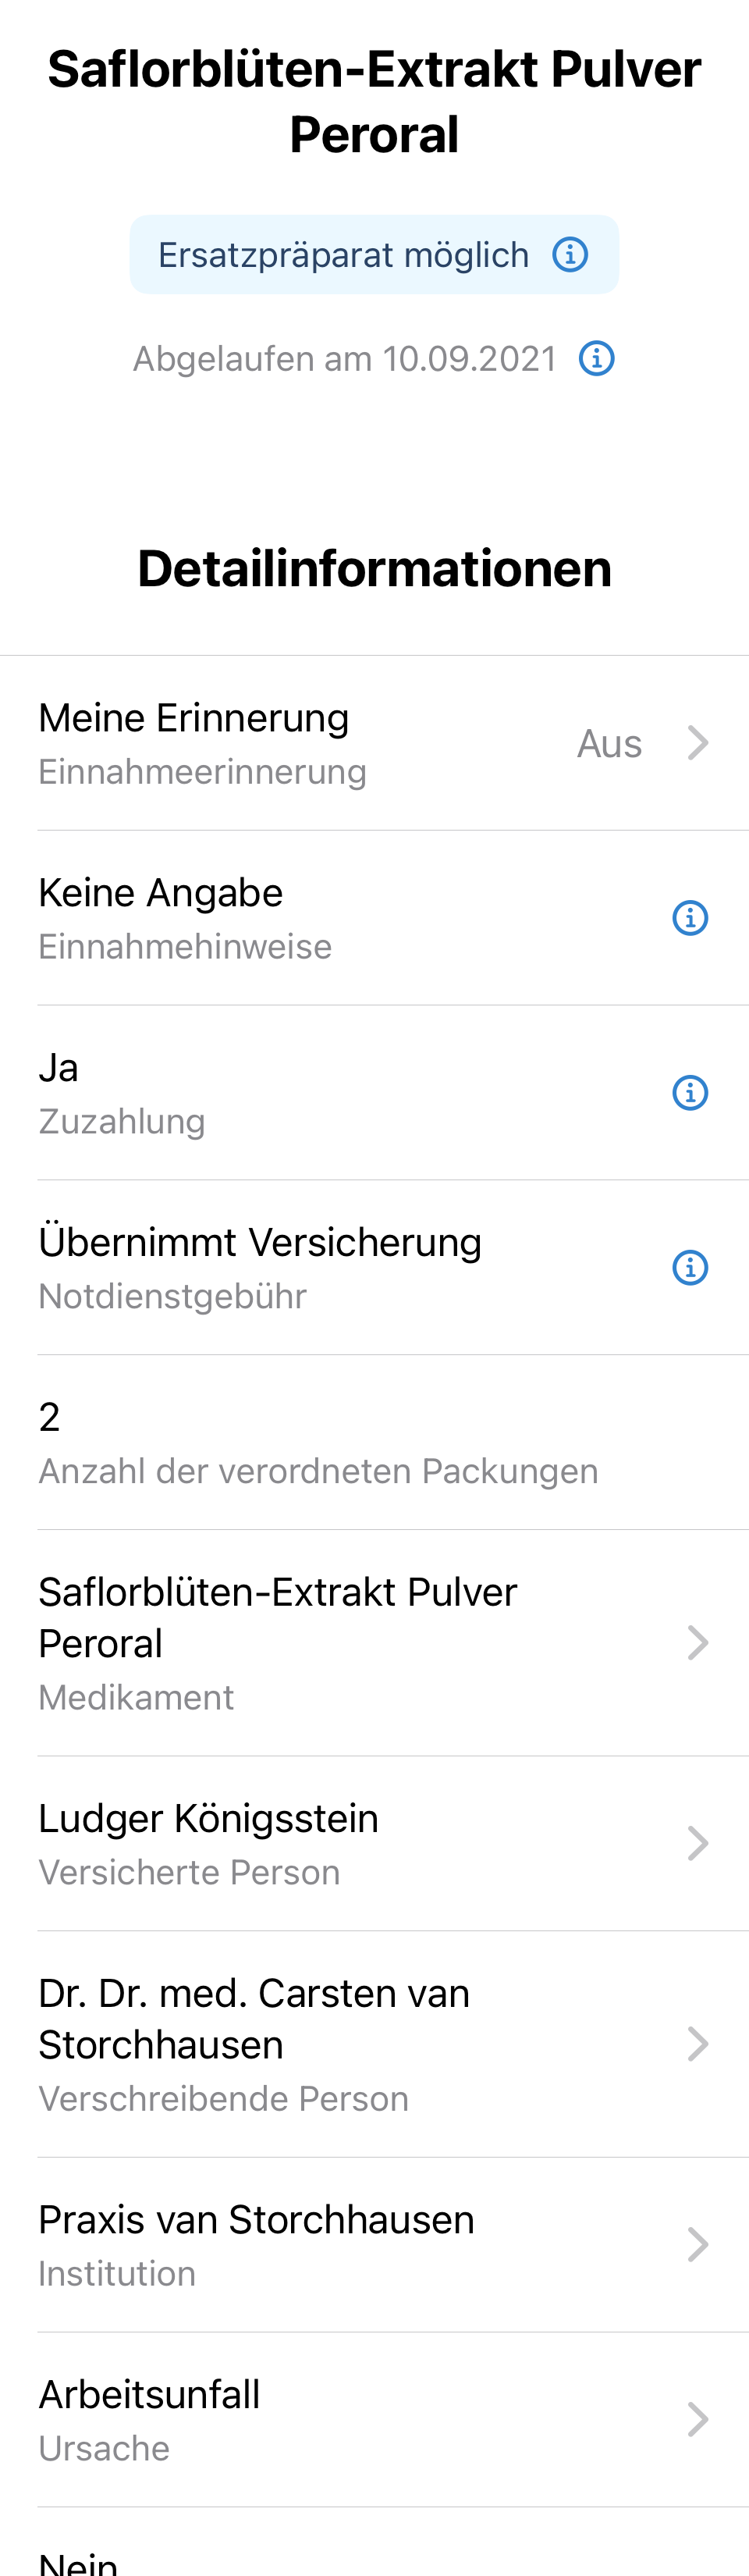 Saflorblüten-Extrakt Pulver
Peroral
Ersatzpräparat möglich
Abgelaufen am 10.09.2021
Detailinformationen
Meine Erinnerung
Einnahmeerinnerung
Aus
Keine Angabe
Einnahmehinweise
Ja
Zuzahlung
Übernimmt Versicherung
Notdienstgebühr
2
Anzahl der verordneten Packungen
Saflorblüten-Extrakt Pulver
Peroral
Medikament
Ludger Königsstein
Versicherte Person
Dr. Dr. med. Carsten van
Storchhausen
Verschreibende Person
Praxis van Storchhausen
Institution
Arbeitsunfall
Ursache
Nein